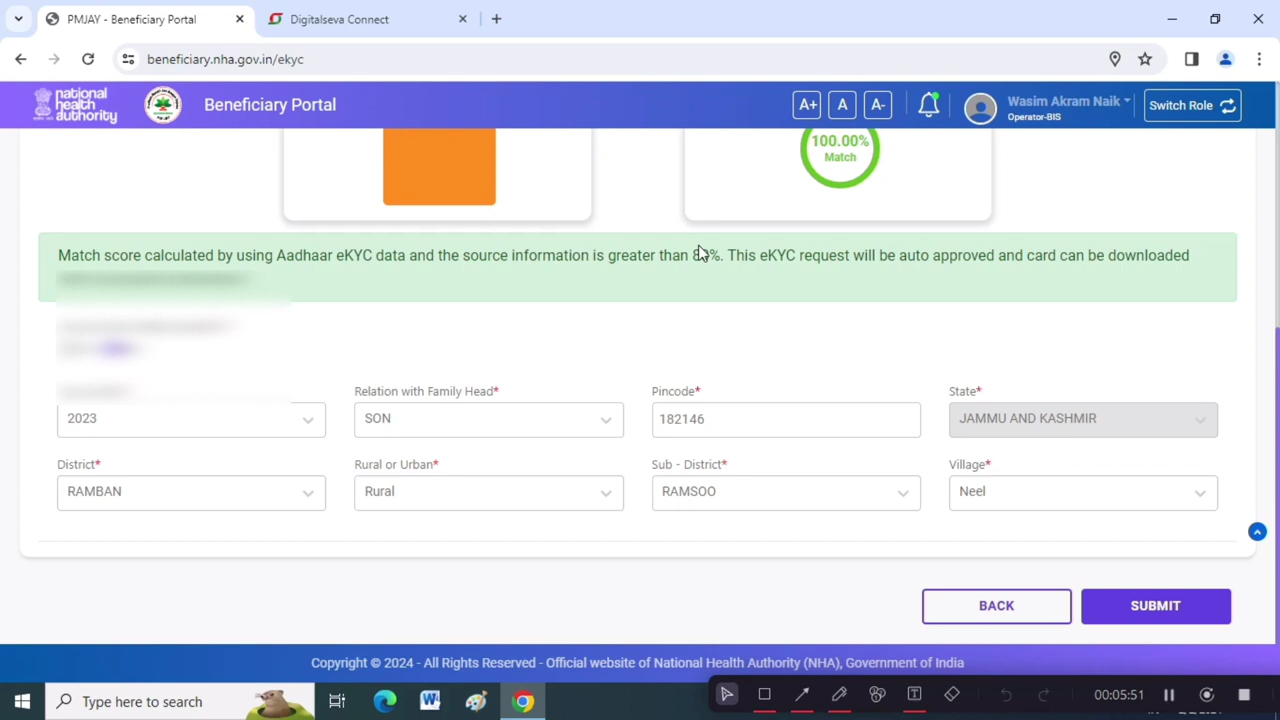 PMJAY - Beneficiary Portal
Digitalseva Connect
beneficiary.nha.gov.in/ekyc
national
health
authority
Beneficiary Portal
A+
A
A-
Wasim Akram Naik
Operator-BIS
Switch Role
100.00%
Match
Match score calculated by using Aadhaar eKYC data and the source information is greater than This eKYC request will be auto approved and card can be downloaded
Relation with Family Head*
Pincode*
State*
2023
SON
182146
JAMMU AND KASHMIR
District*
Rural or Urban*
Sub - District*
Village*
RAMBAN
Rural
RAMSOO
Neel
BACK
SUBMIT
Copyright © 2024 - All Rights Reserved - Official website of National Health Authority (NHA), Government of India
Type here to search
00:05:51